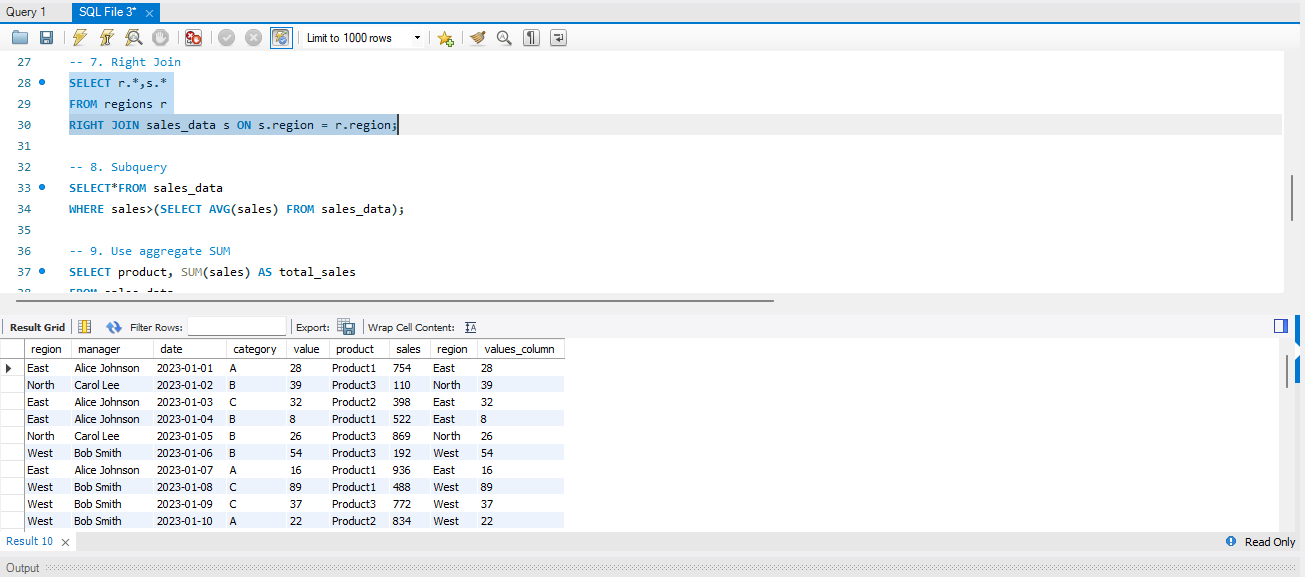 Query 1 SQL File 3*
Limit to 1000 rows
27 -- 7. Right Join
28 SELECT r.*,s.*
29 FROM regions r
30 RIGHT JOIN sales_data s ON s.region = r.region;
31
32 -- 8. Subquery
33 SELECT*FROM sales_data
34 WHERE sales>(SELECT AVG(sales) FROM sales_data);
35
36 -- 9. Use aggregate SUM
37 SELECT product, SUM(sales) AS total_sales
38 FROM sales_data
Result Grid Filter Rows: Export: Wrap Cell Content: IA
region manager date category value product sales region values_column
East Alice Johnson 2023-01-01 A 28 Product1 754 East 28
North Carol Lee 2023-01-02 B 39 Product3 110 North 39
East Alice Johnson 2023-01-03 C 32 Product2 398 East 32
East Alice Johnson 2023-01-04 B 8 Product1 522 East 8
North Carol Lee 2023-01-05 B 26 Product3 869 North 26
West Bob Smith 2023-01-06 B 54 Product3 192 West 54
East Alice Johnson 2023-01-07 A 16 Product1 936 East 16
West Bob Smith 2023-01-08 C 89 Product1 488 West 89
West Bob Smith 2023-01-09 C 37 Product3 772 West 37
West Bob Smith 2023-01-10 A 22 Product2 834 West 22
Result 10 Read Only
Output